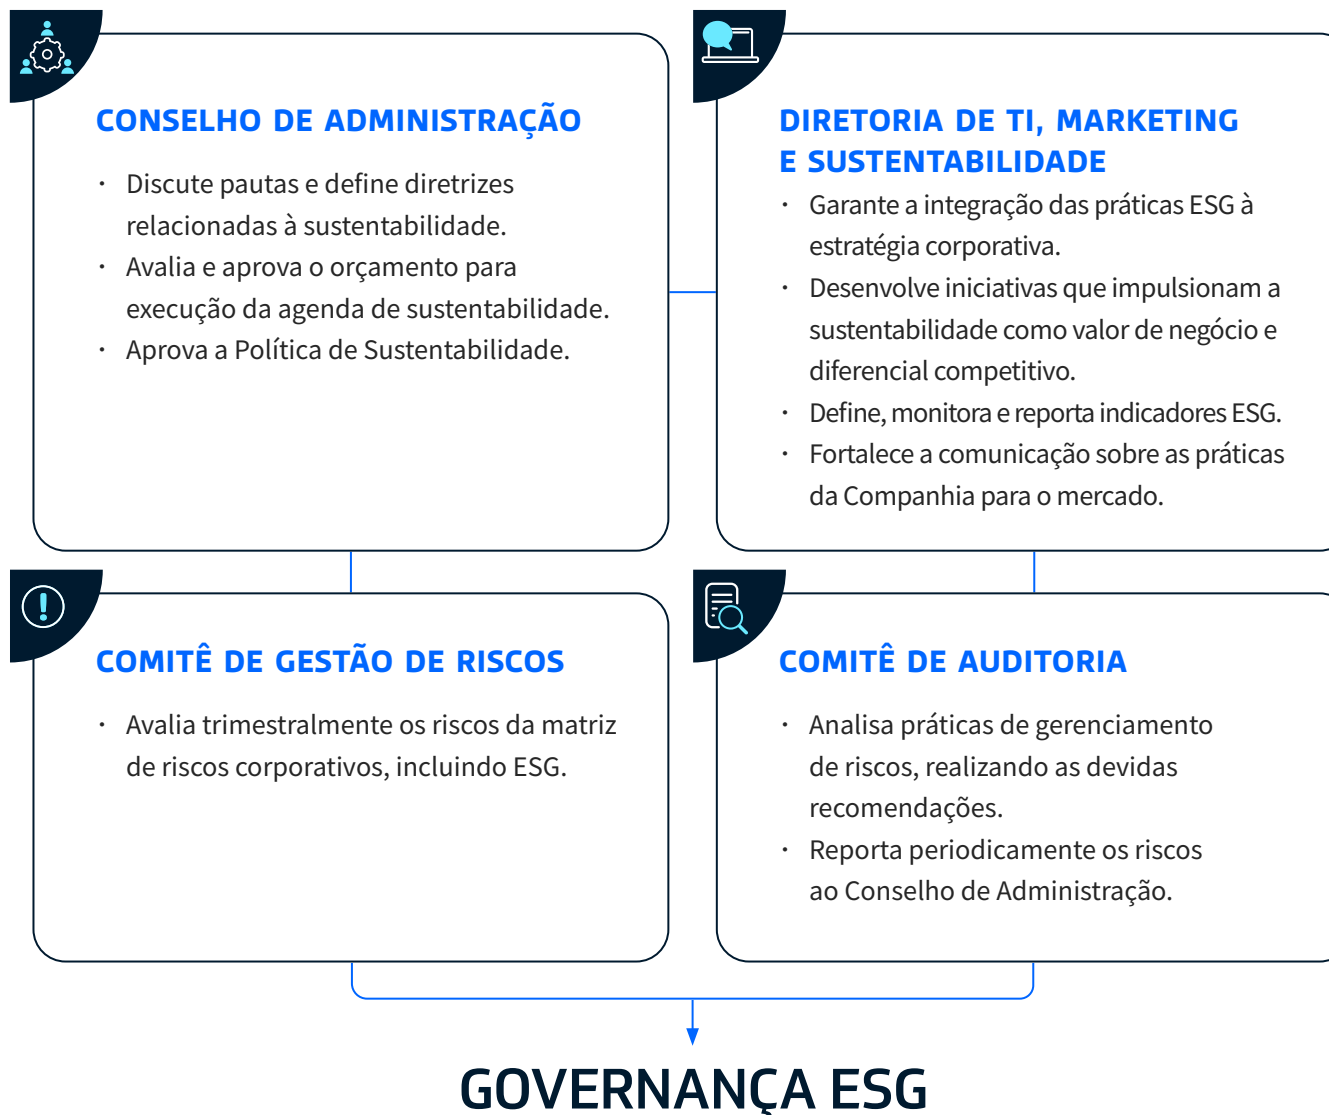 CONSELHO DE ADMINISTRAÇÃO
· Discute pautas e define diretrizes
relacionadas à sustentabilidade.
· Avalia e aprova o orçamento para
execução da agenda de sustentabilidade.
· Aprova a Política de Sustentabilidade.
DIRETORIA DE TI, MARKETING
E SUSTENTABILIDADE
· Garante a integração das práticas ESG à
estratégia corporativa.
· Desenvolve iniciativas que impulsionam a
sustentabilidade como valor de negócio e
diferencial competitivo.
· Define, monitora e reporta indicadores ESG.
· Fortalece a comunicação sobre as práticas
da Companhia para o mercado.
COMITÊ DE GESTÃO DE RISCOS
· Avalia trimestralmente os riscos da matriz
de riscos corporativos, incluindo ESG.
COMITÊ DE AUDITORIA
· Analisa práticas de gerenciamento
de riscos, realizando as devidas
recomendações.
· Reporta periodicamente os riscos
ao Conselho de Administração.
GOVERNANÇA ESG